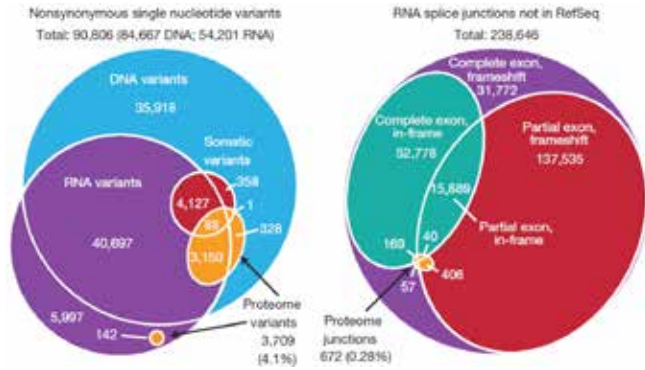 Nonsynonymous single nucleotide variants
Total: 90,806 (84,667 DNA; 54,201 RNA)
DNA variants
35,918
Somatic
variants
RNA variants
358
4,127
1
328
40,697
3,150
5,997
142
Proteome
variants
3,709
(4.1%)
RNA splice junctions not in RefSeq
Total: 238,646
Complete exon,
frameshift
31,772
Complete exon,
in-frame
52,778
Partial exon,
frameshift
137,535
15,889
Partial exon,
in-frame
169
40
406
57
Proteome
junctions
672 (0.28%)